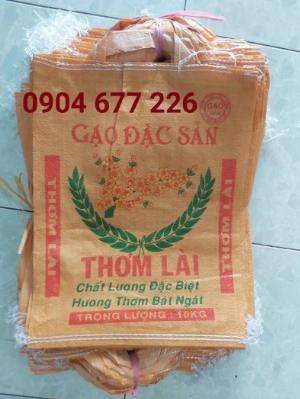 0904 677 226
GẠO
GẠO ĐẶC SẢN
THƠM LÀI
THƠM LÀI
THƠM LÀI
Chất Lượng Đặc Biệt
Hương Thơm Bát Ngát
TRỌNG LƯỢNG : 10KG